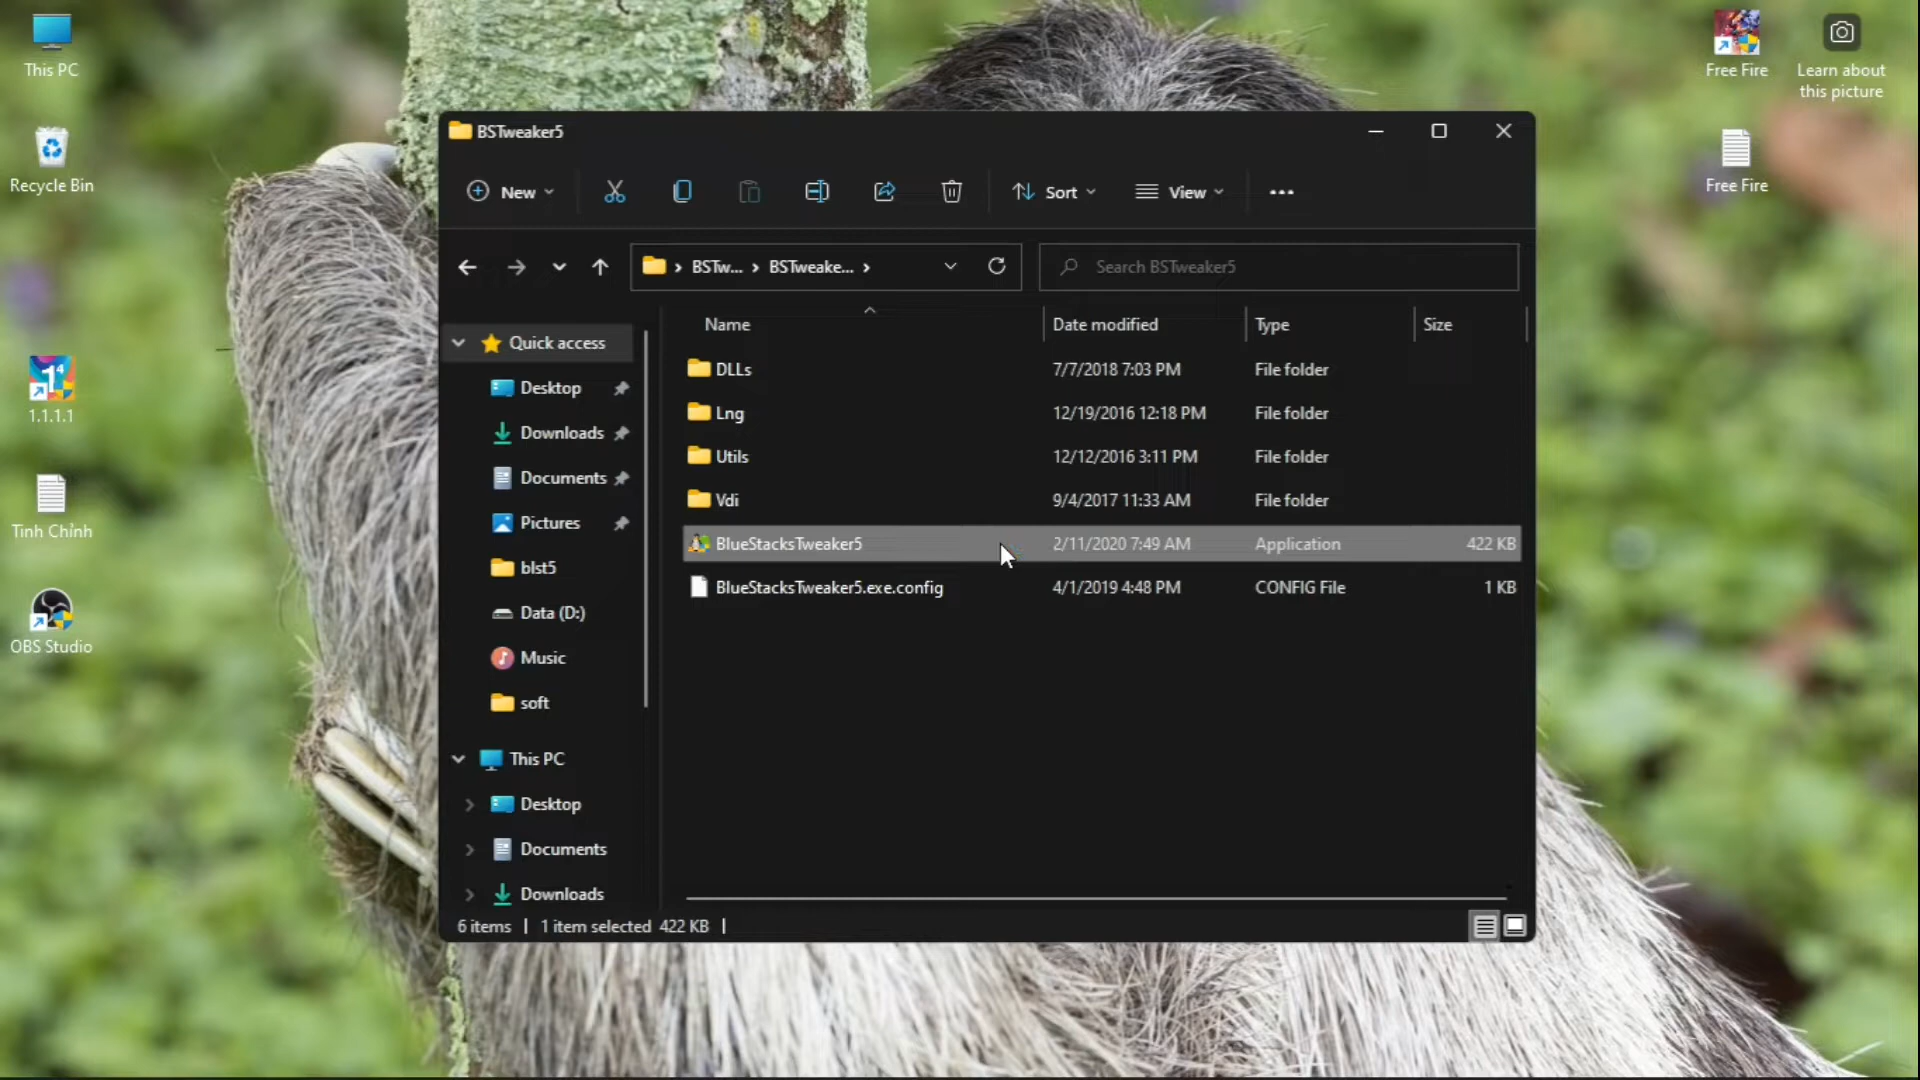 This PC
Recycle Bin
1.1.1.1
Tinh Chỉnh
OBS Studio
Free Fire
Learn about
this picture
Free Fire
BSTweaker5
New
Sort
View
BSTw...
BSTweake...
Search BSTweaker5
Quick access
Desktop
Downloads
Documents
Pictures
blst5
Data (D:)
Music
soft
This PC
Desktop
Documents
Downloads
Name Date modified Type Size
DLLs 7/7/2018 7:03 PM File folder
Lng 12/19/2016 12:18 PM File folder
Utils 12/12/2016 3:11 PM File folder
Vdi 9/4/2017 11:33 AM File folder
BlueStacksTweaker5 2/11/2020 7:49 AM Application 422 KB
BlueStacksTweaker5.exe.config 4/1/2019 4:48 PM CONFIG File 1 KB
6 items 1 item selected 422 KB